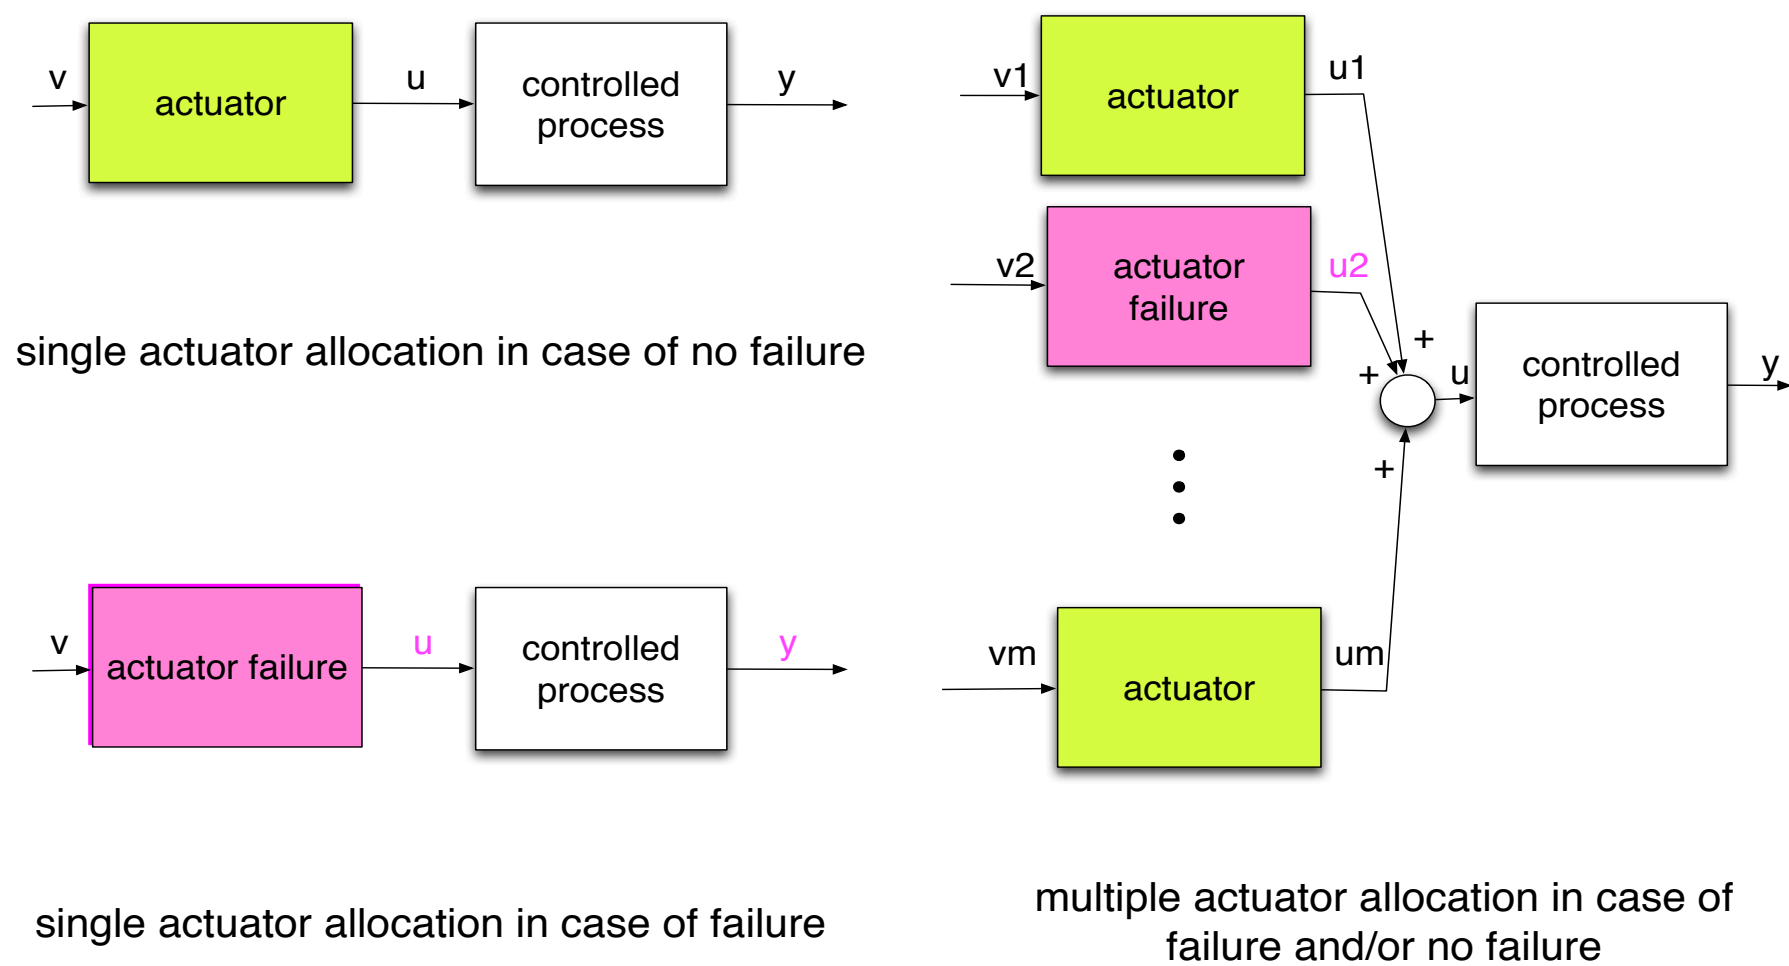 v
actuator
u
controlled
process
y
single actuator allocation in case of no failure
v
actuator failure
u
controlled
process
y
single actuator allocation in case of failure
v1
actuator
u1
v2
actuator
failure
u2
+
+
u
controlled
process
y
+
vm
actuator
um
multiple actuator allocation in case of
failure and/or no failure